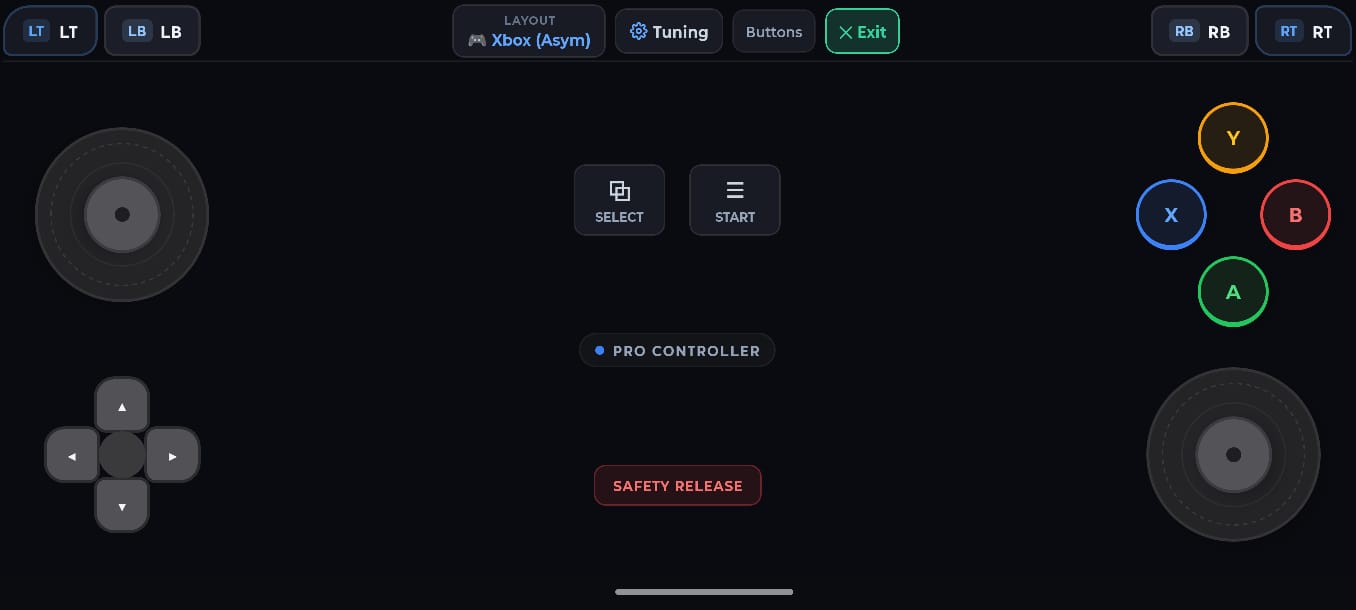 LT LT
LB LB
LAYOUT
Xbox (Asym)
Tuning
Buttons
Exit
RB RB
RT RT
SELECT
START
Y
X
B
A
PRO CONTROLLER
SAFETY RELEASE